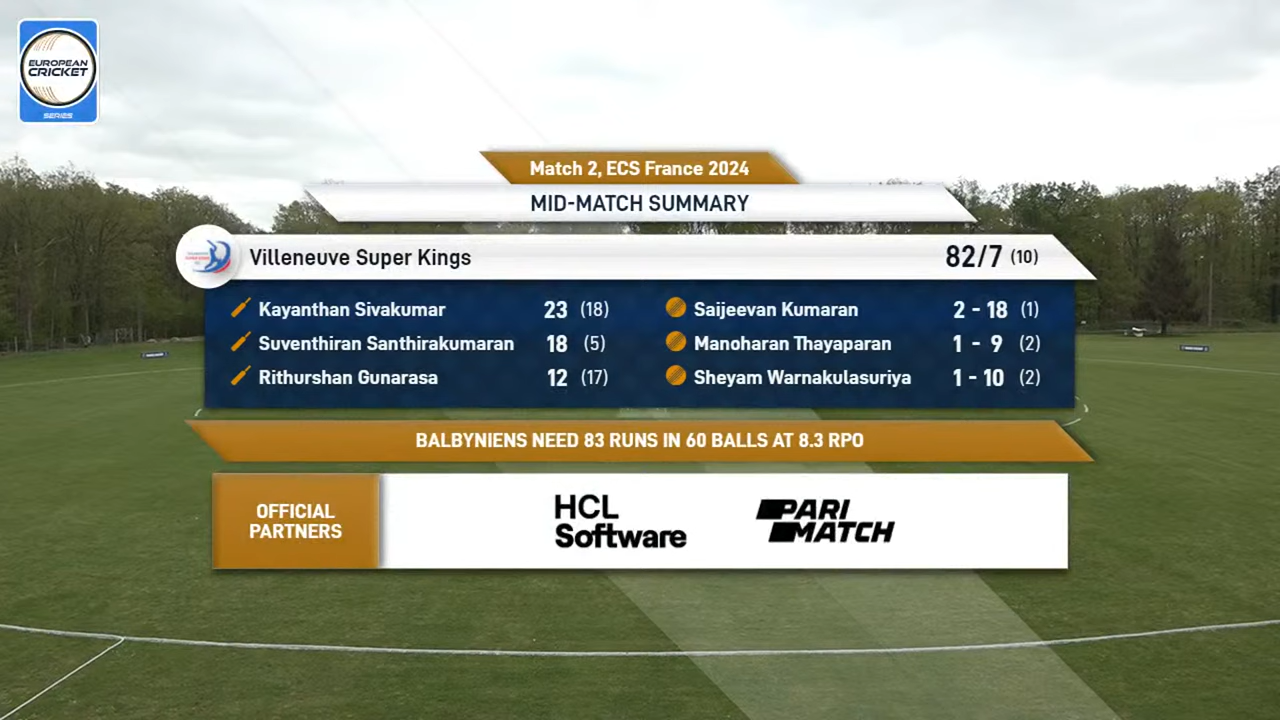 EUROPEAN
CRICKET
SERIES
Match 2, ECS France 2024
MID-MATCH SUMMARY
Villeneuve Super Kings 82/7 (10)
Kayanthan Sivakumar 23 (18) Saijeevan Kumaran 2 - 18 (1)
Suventhiran Santhirakumaran 18 (5) Manoharan Thayaparan 1 - 9 (2)
Rithurshan Gunarasa 12 (17) Sheyam Warnakulasuriya 1 - 10 (2)
BALBYNIENS NEED 83 RUNS IN 60 BALLS AT 8.3 RPO
OFFICIAL
PARTNERS
HCL
Software
PARI
MATCH